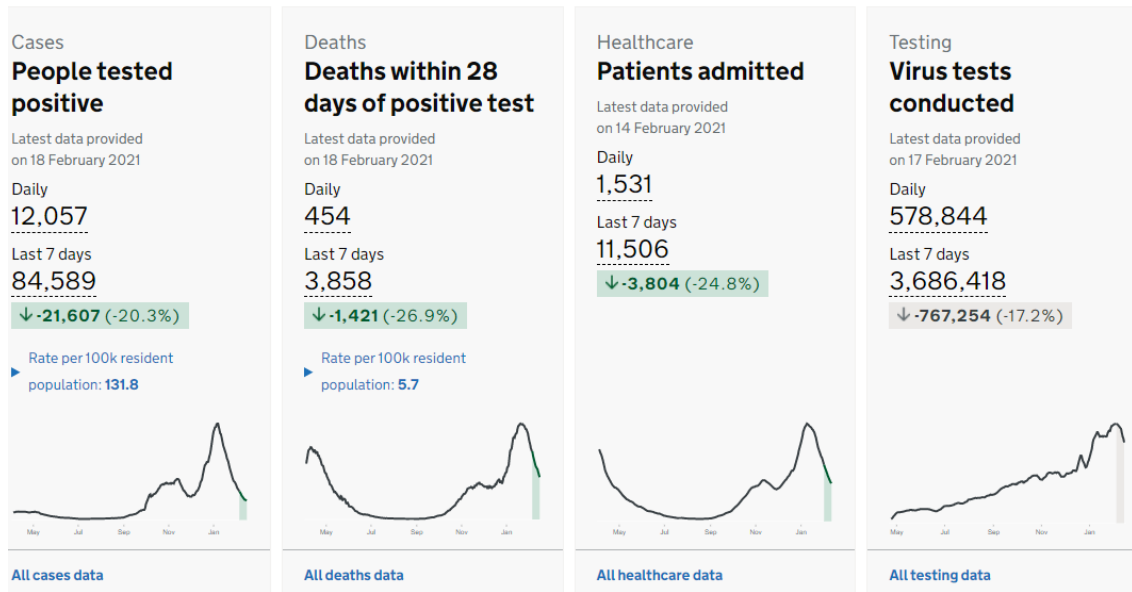 Cases
People tested
positive
Latest data provided
on 18 February 2021
Daily
12,057
Last 7 days
84,589
↓-21,607 (-20.3%)
Rate per 100k resident
population: 131.8
May Jul Sep Nov Jan
All cases data
Deaths
Deaths within 28
days of positive test
Latest data provided
on 18 February 2021
Daily
454
Last 7 days
3,858
↓-1,421 (-26.9%)
Rate per 100k resident
population: 5.7
May Jul Sep Nov Jan
All deaths data
Healthcare
Patients admitted
Latest data provided
on 14 February 2021
Daily
1,531
Last 7 days
11,506
↓-3,804 (-24.8%)
May Jul Sep Nov Jan
All healthcare data
Testing
Virus tests
conducted
Latest data provided
on 17 February 2021
Daily
578,844
Last 7 days
3,686,418
↓-767,254 (-17.2%)
May Jul Sep Nov Jan
All testing data